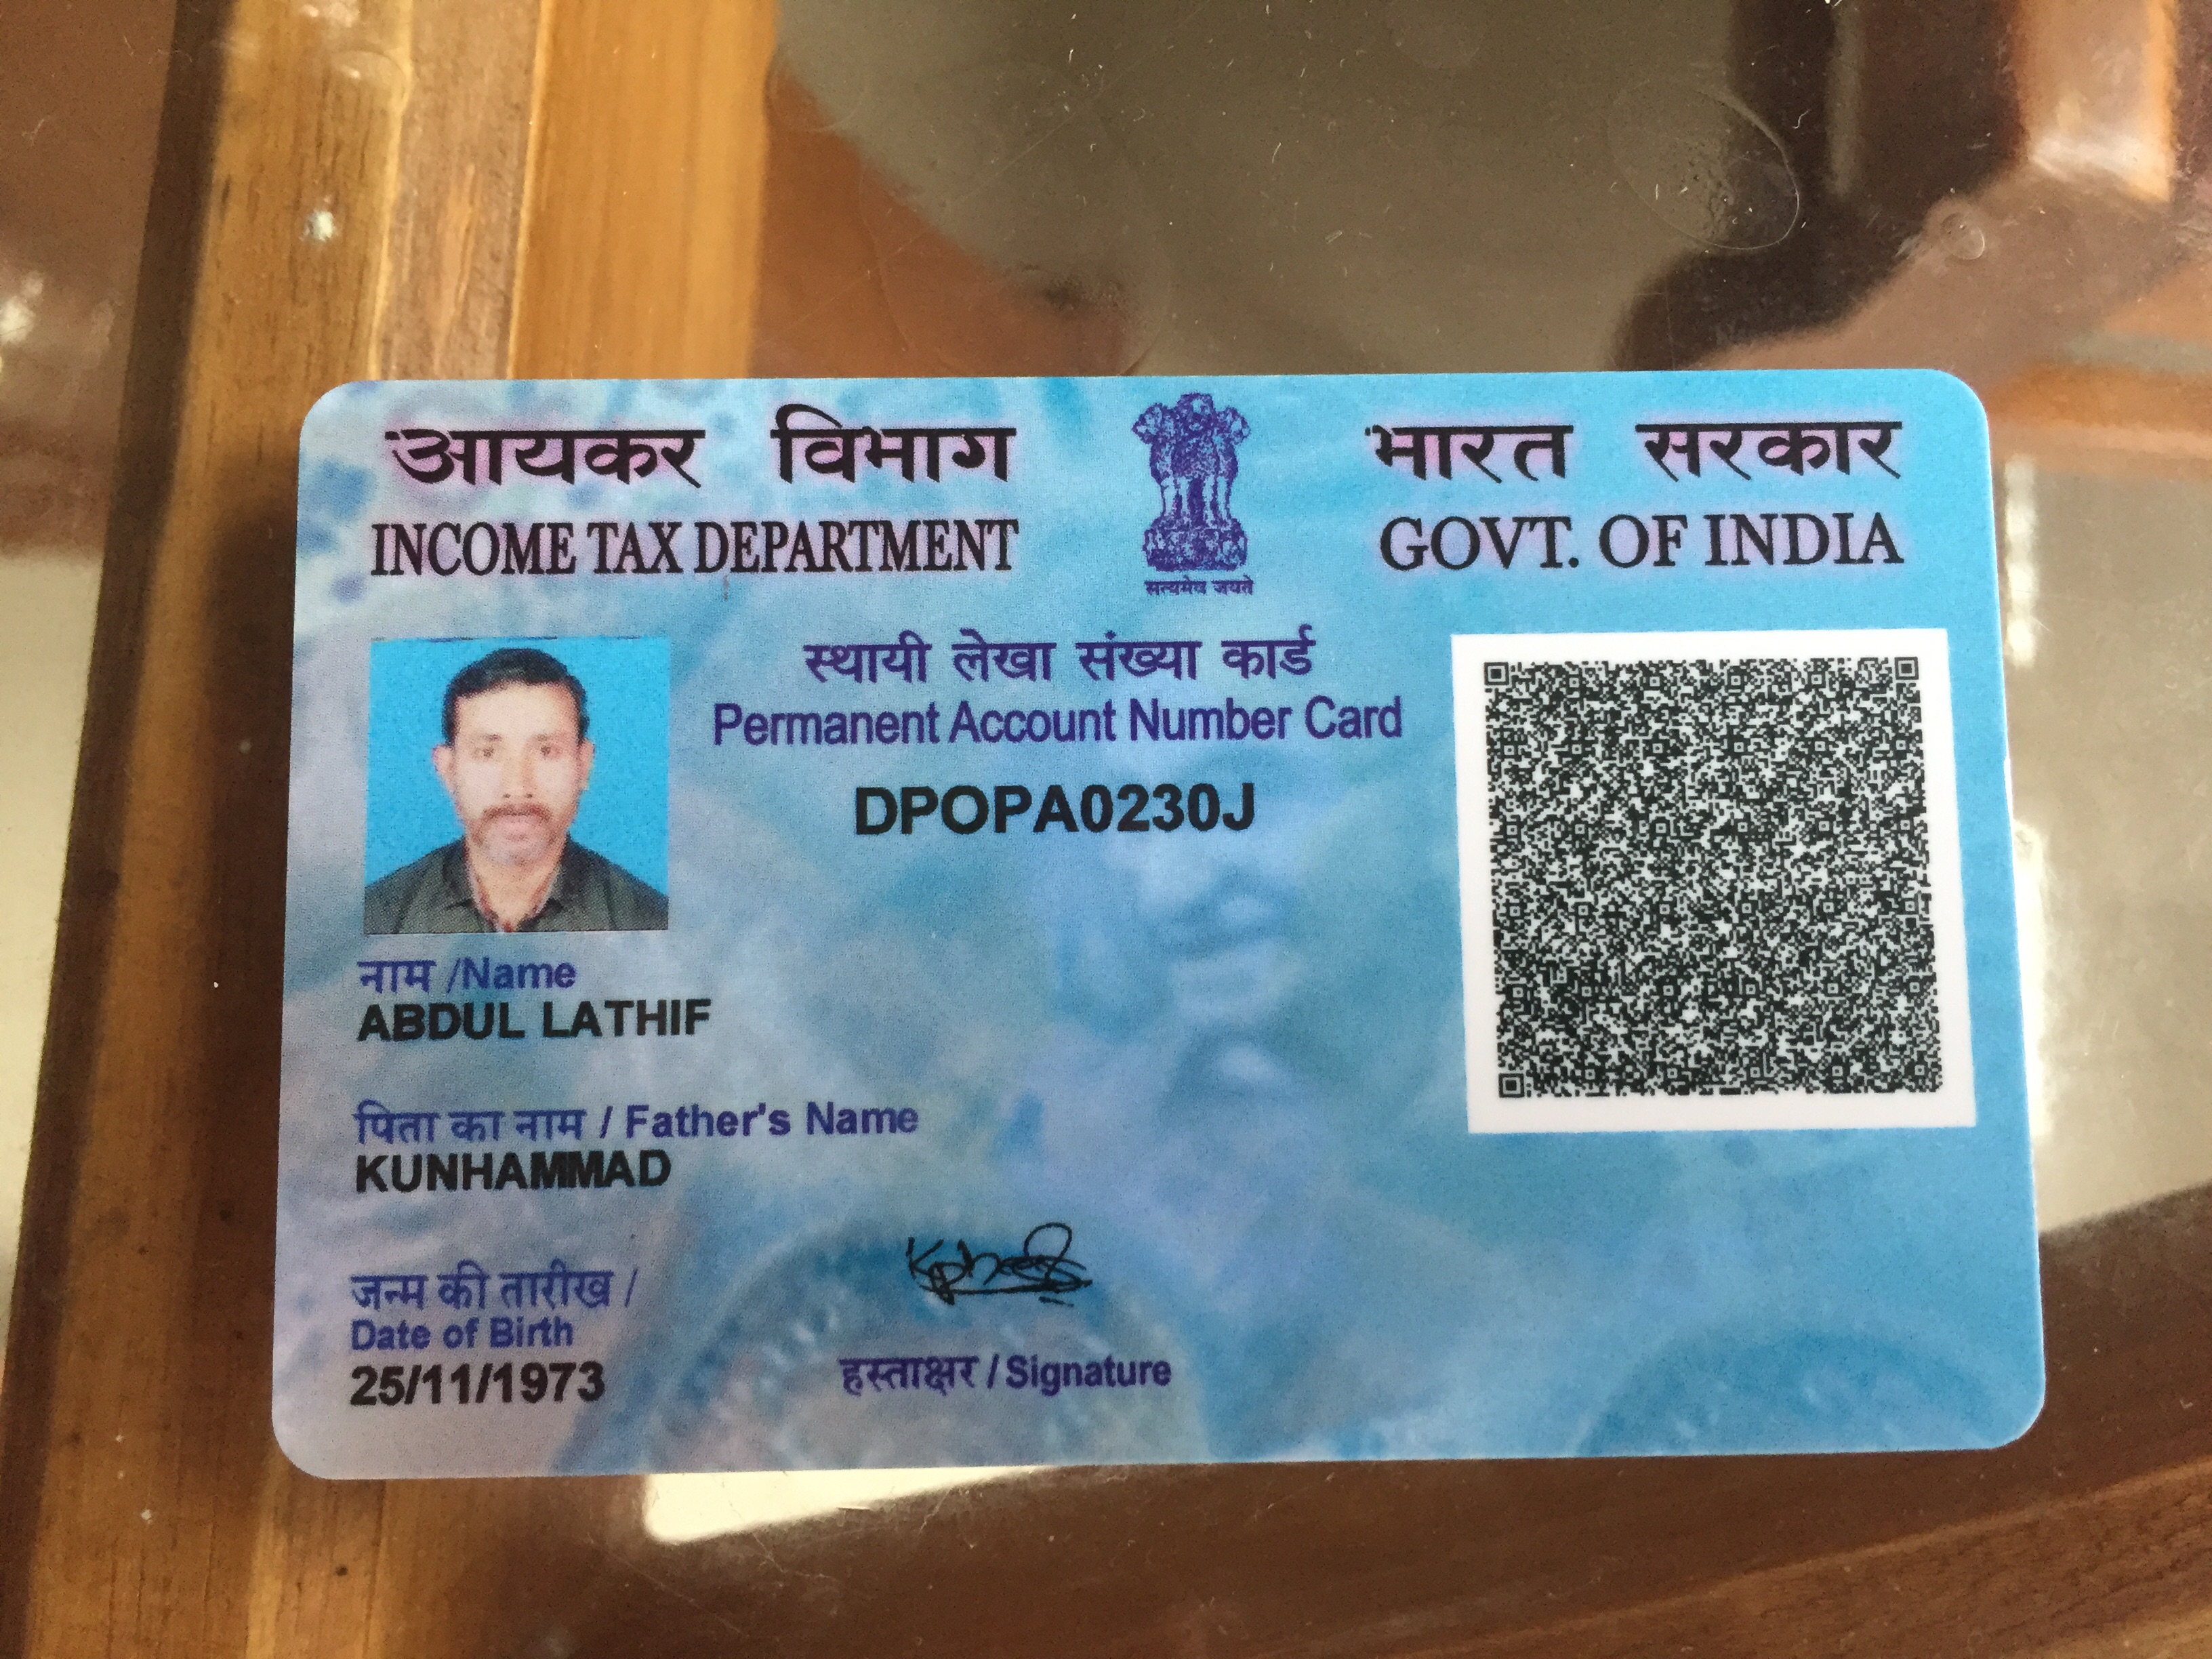 आयकर विभाग
INCOME TAX DEPARTMENT
सत्यमेव जयते
भारत सरकार
GOVT. OF INDIA
स्थायी लेखा संख्या कार्ड
Permanent Account Number Card
DPOPA0230J
नाम /Name
ABDUL LATHIF
पिता का नाम / Father's Name
KUNHAMMAD
जन्म की तारीख /
Date of Birth
25/11/1973
हस्ताक्षर / Signature